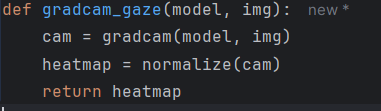 def gradcam_gaze(model, img): new *
    cam = gradcam(model, img)
    heatmap = normalize(cam)
    return heatmap